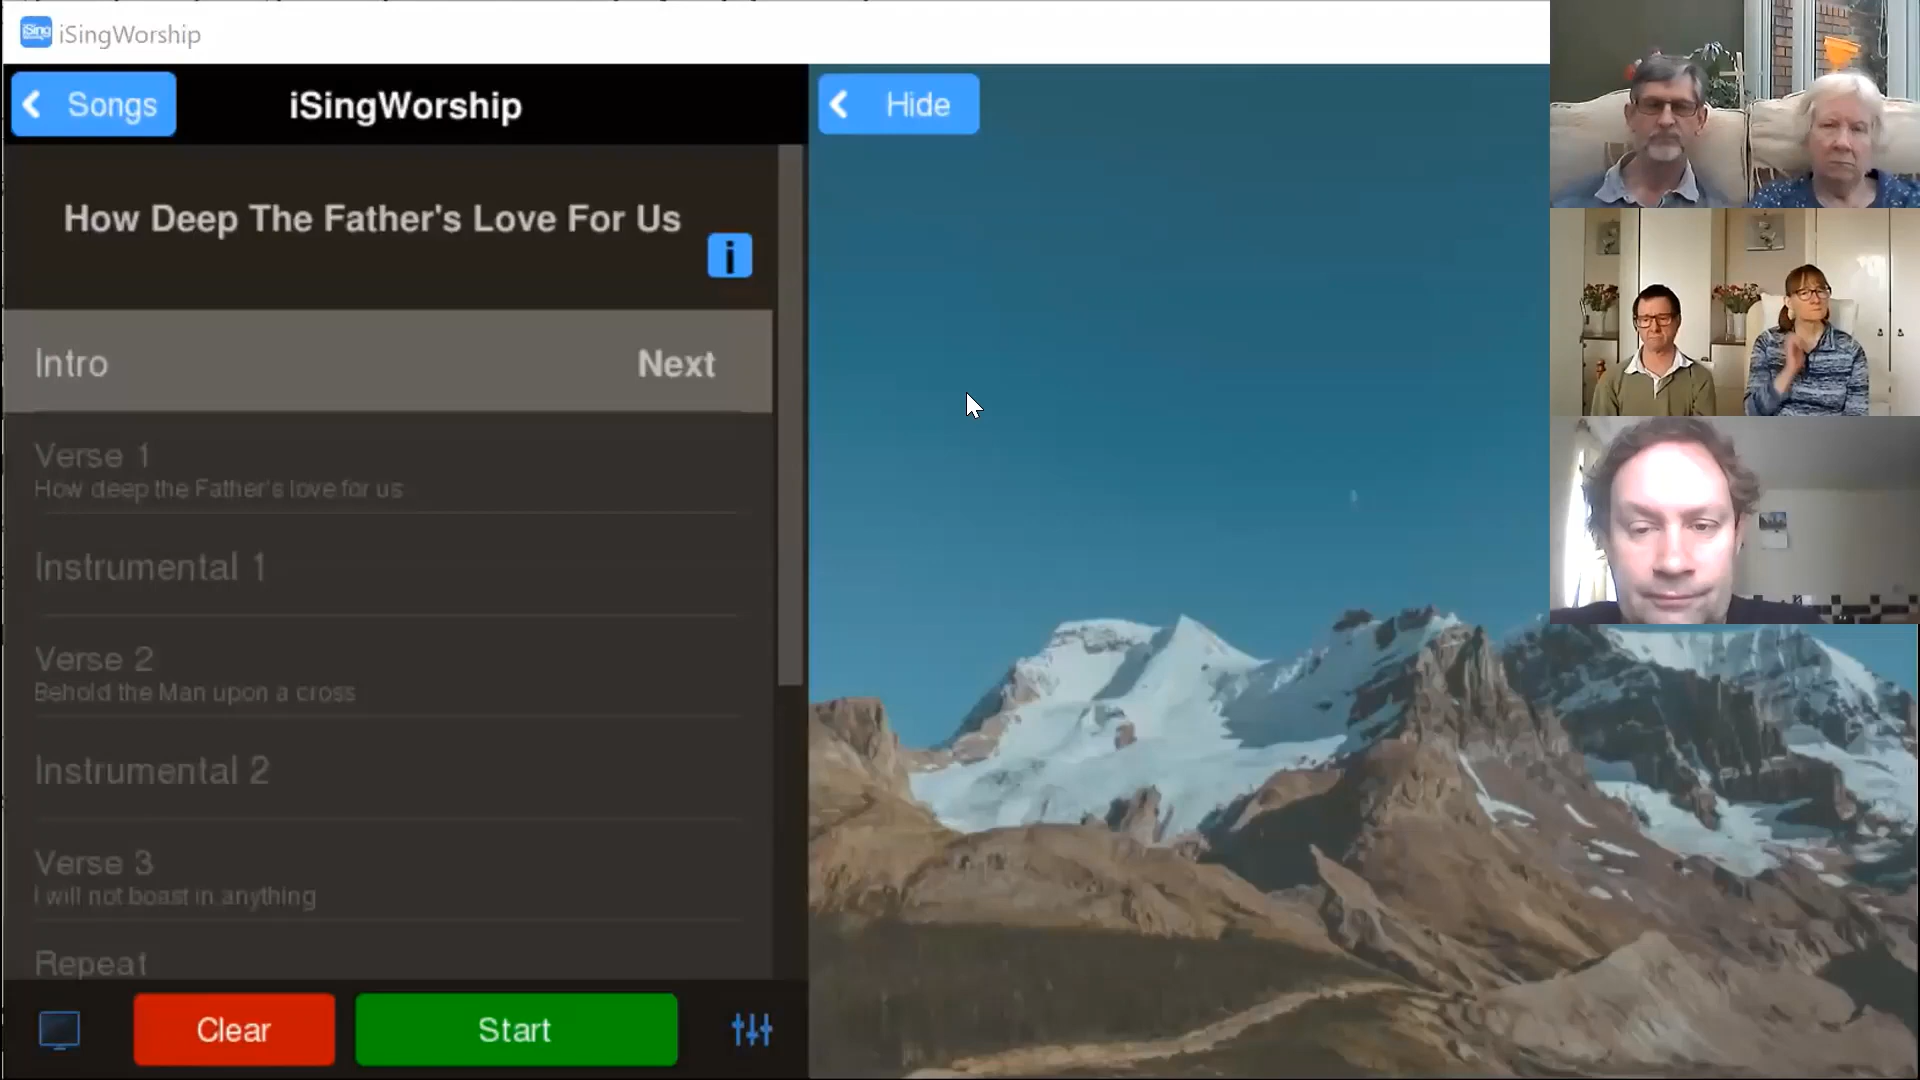 iSing
iSingWorship
Songs
iSingWorship
Hide
How Deep The Father's Love For Us
i
Intro
Next
Verse 1
How deep the Father's love for us
Instrumental 1
Verse 2
Behold the Man upon a cross
Instrumental 2
Verse 3
I will not boast in anything
Repeat
Clear
Start